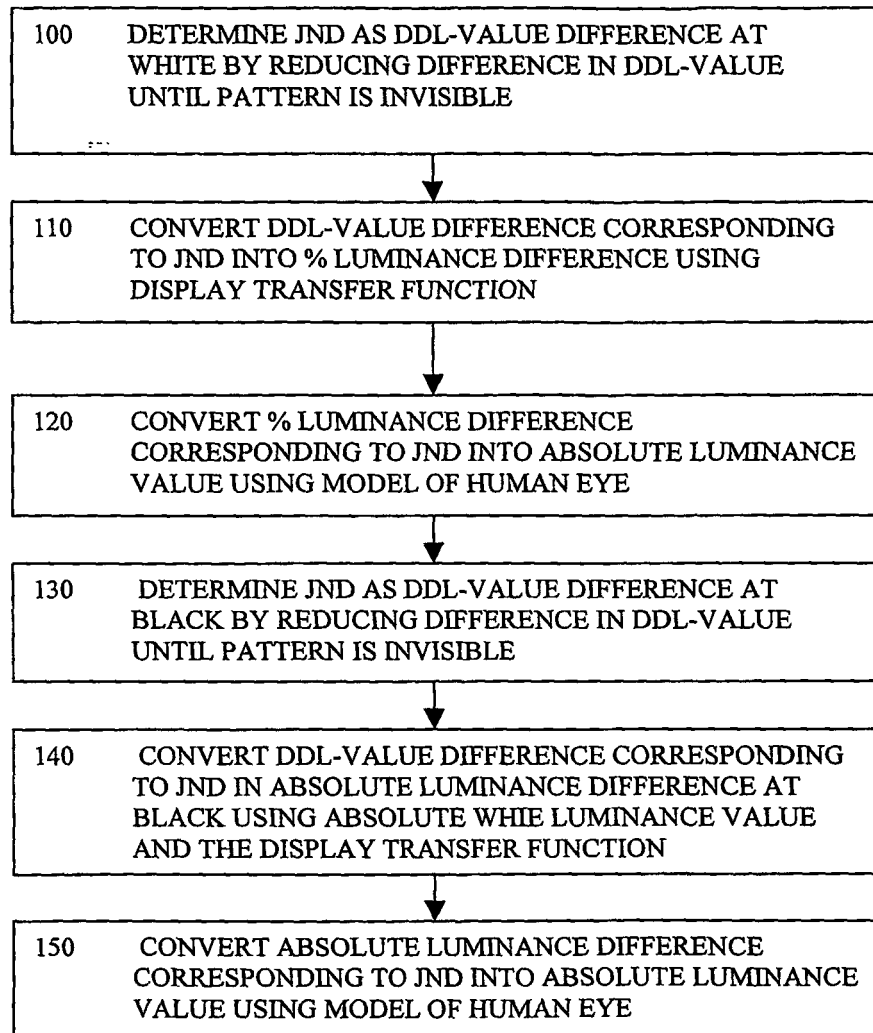 100 DETERMINE JND AS DDL-VALUE DIFFERENCE AT
WHITE BY REDUCING DIFFERENCE IN DDL-VALUE
UNTIL PATTERN IS INVISIBLE
110 CONVERT DDL-VALUE DIFFERENCE CORRESPONDING
TO JND INTO % LUMINANCE DIFFERENCE USING
DISPLAY TRANSFER FUNCTION
120 CONVERT % LUMINANCE DIFFERENCE
CORRESPONDING TO JND INTO ABSOLUTE LUMINANCE
VALUE USING MODEL OF HUMAN EYE
130 DETERMINE JND AS DDL-VALUE DIFFERENCE AT
BLACK BY REDUCING DIFFERENCE IN DDL-VALUE
UNTIL PATTERN IS INVISIBLE
140 CONVERT DDL-VALUE DIFFERENCE CORRESPONDING
TO JND IN ABSOLUTE LUMINANCE DIFFERENCE AT
BLACK USING ABSOLUTE WHIE LUMINANCE VALUE
AND THE DISPLAY TRANSFER FUNCTION
150 CONVERT ABSOLUTE LUMINANCE DIFFERENCE
CORRESPONDING TO JND INTO ABSOLUTE LUMINANCE
VALUE USING MODEL OF HUMAN EYE